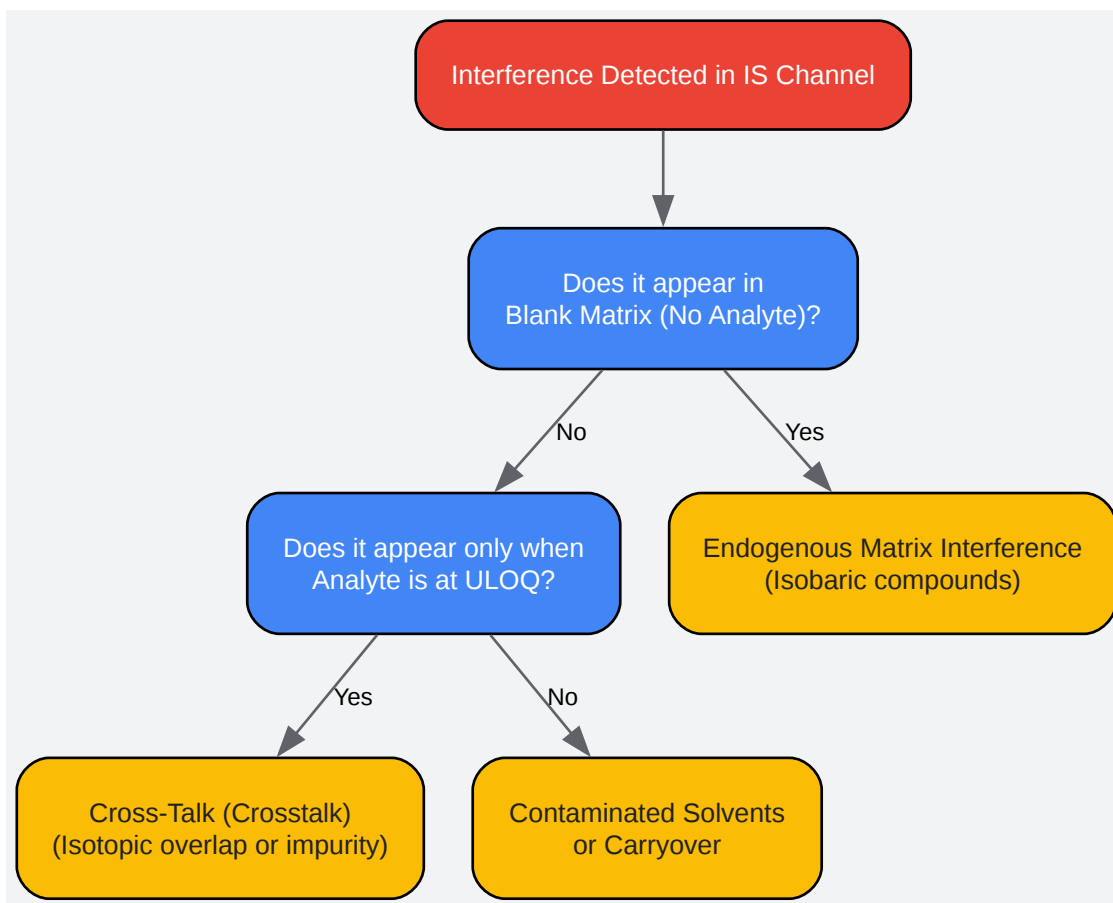 Interference Detected in IS Channel
Does it appear in
Blank Matrix (No Analyte)?
No
Yes
Does it appear only when
Analyte is at ULOQ?
Endogenous Matrix Interference
(Isobaric compounds)
Yes
No
Cross-Talk (Crosstalk)
(Isotopic overlap or impurity)
Contaminated Solvents
or Carryover